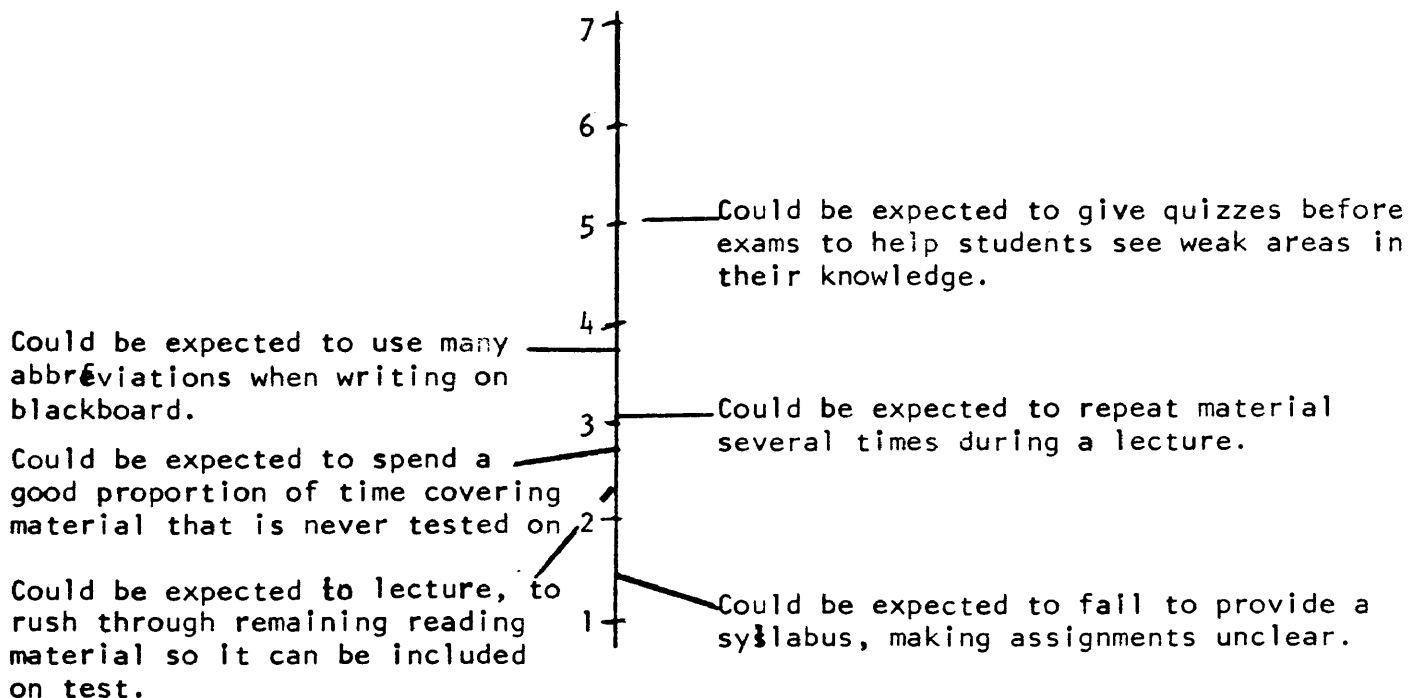 7
6
5
Could be expected to give quizzes before
exams to help students see weak areas in
their knowledge.
4
Could be expected to use many
abbreviations when writing on
blackboard.
3
Could be expected to repeat material
several times during a lecture.
Could be expected to spend a
good proportion of time covering
material that is never tested on
2
Could be expected to lecture, to
rush through remaining reading
material so it can be included
on test.
1
Could be expected to fail to provide a
syllabus, making assignments unclear.